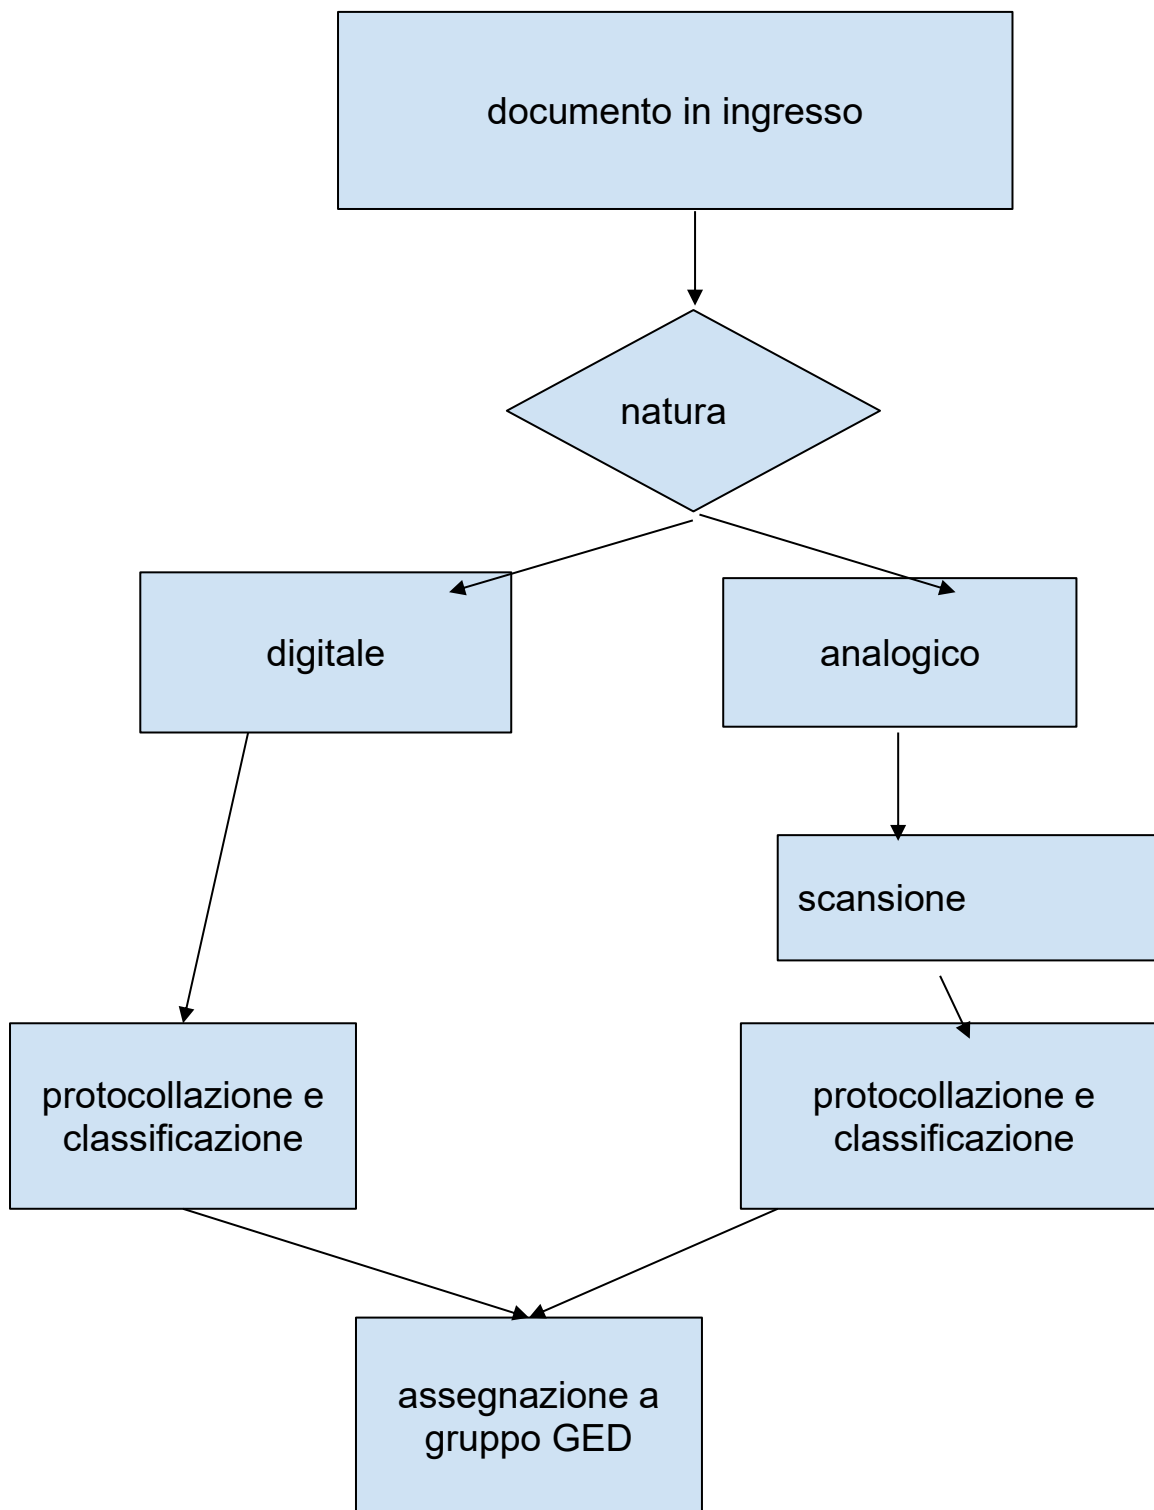 documento in ingresso
natura
digitale
analogico
scansione
protocollazione e
classificazione
protocollazione e
classificazione
assegnazione a
gruppo GED